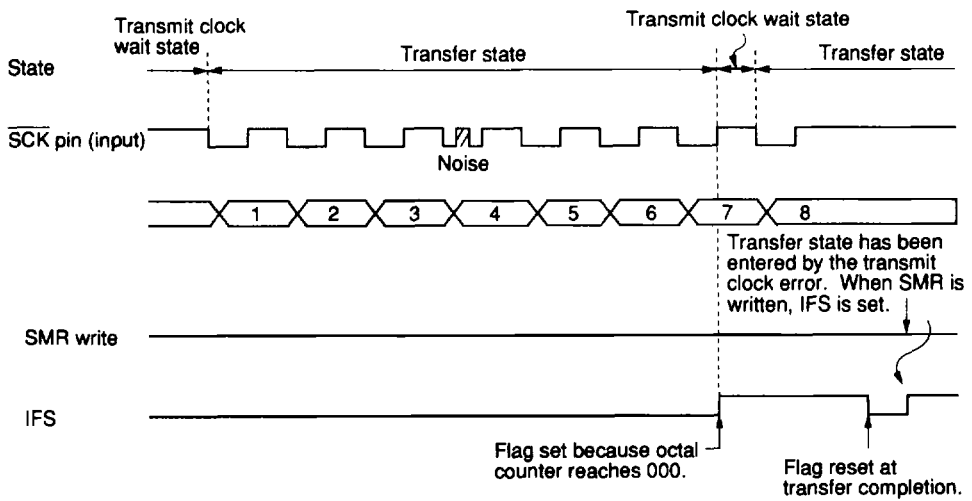 Transmit clock
wait state
Transmit clock wait state
State
Transfer state
Transfer state
SCK pin (input)
Noise
1 2 3 4 5 6 7 8
Transfer state has been
entered by the transmit
clock error. When SMR is
written, IFS is set.
SMR write
IFS
Flag set because octal
counter reaches 000.
Flag reset at
transfer completion.